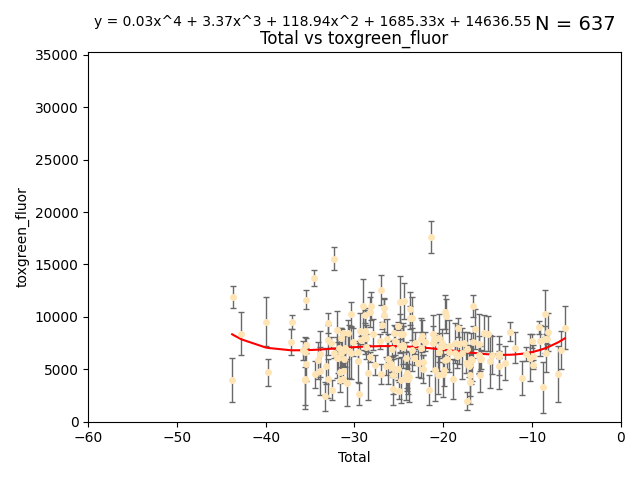 y = 0.03x^4 + 3.37x^3 + 118.94x^2 + 1685.33x + 14636.55 N = 637
Total vs toxgreen_fluor
35000
30000
25000
20000
15000
10000
5000
0
toxgreen_fluor
−60 −50 −40 −30 −20 −10 0
Total